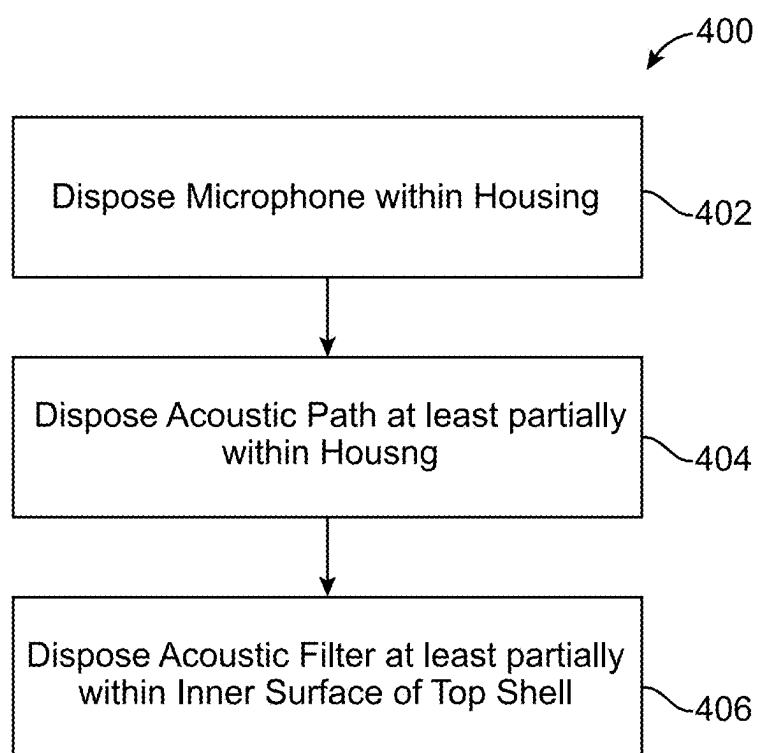 400
Dispose Microphone within Housing
402
Dispose Acoustic Path at least partially
within Housng
404
Dispose Acoustic Filter at least partially
within Inner Surface of Top Shell
406